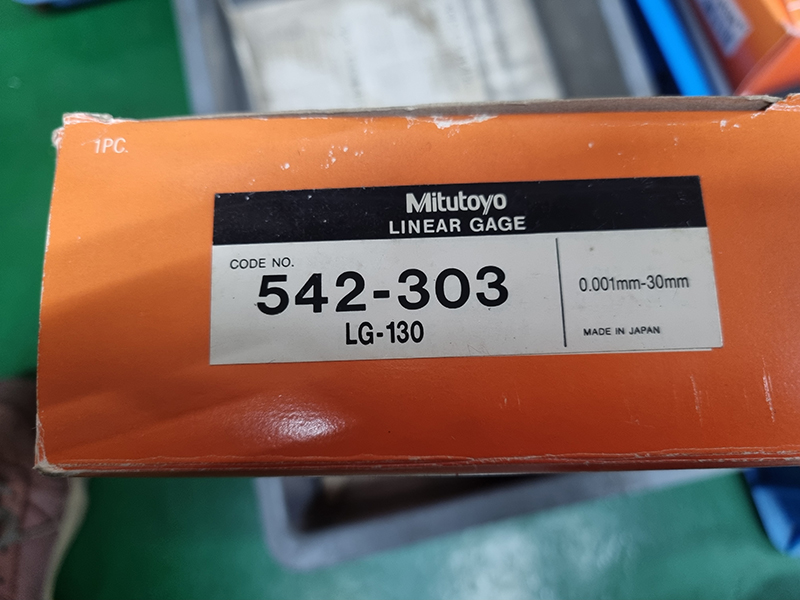 1PC.
Mitutoyo
LINEAR GAGE
CODE NO.
542-303
LG-130
0.001mm-30mm
MADE IN JAPAN